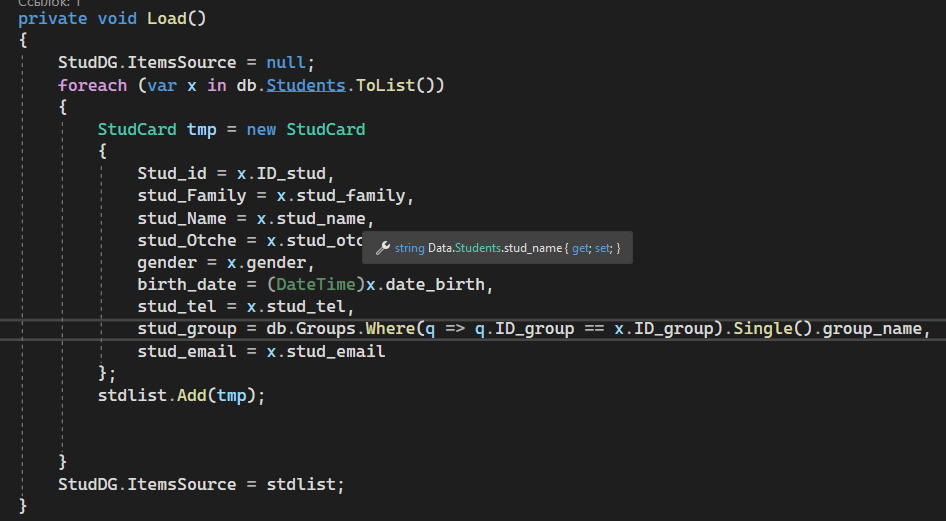 Ссылок: 1
private void Load()
{
StudDG.ItemsSource = null;
foreach (var x in db.Students.ToList())
{
StudCard tmp = new StudCard
{
Stud_id = x.ID_stud,
stud_Family = x.stud_family,
stud_Name = x.stud_name,
stud_Otche = x.stud_otc
string Data.Students.stud_name { get; set; }
gender = x.gender,
birth_date = (DateTime)x.date_birth,
stud_tel = x.stud_tel,
stud_group = db.Groups.Where(q => q.ID_group == x.ID_group).Single().group_name,
stud_email = x.stud_email
};
stdlist.Add(tmp);
}
StudDG.ItemsSource = stdlist;
}